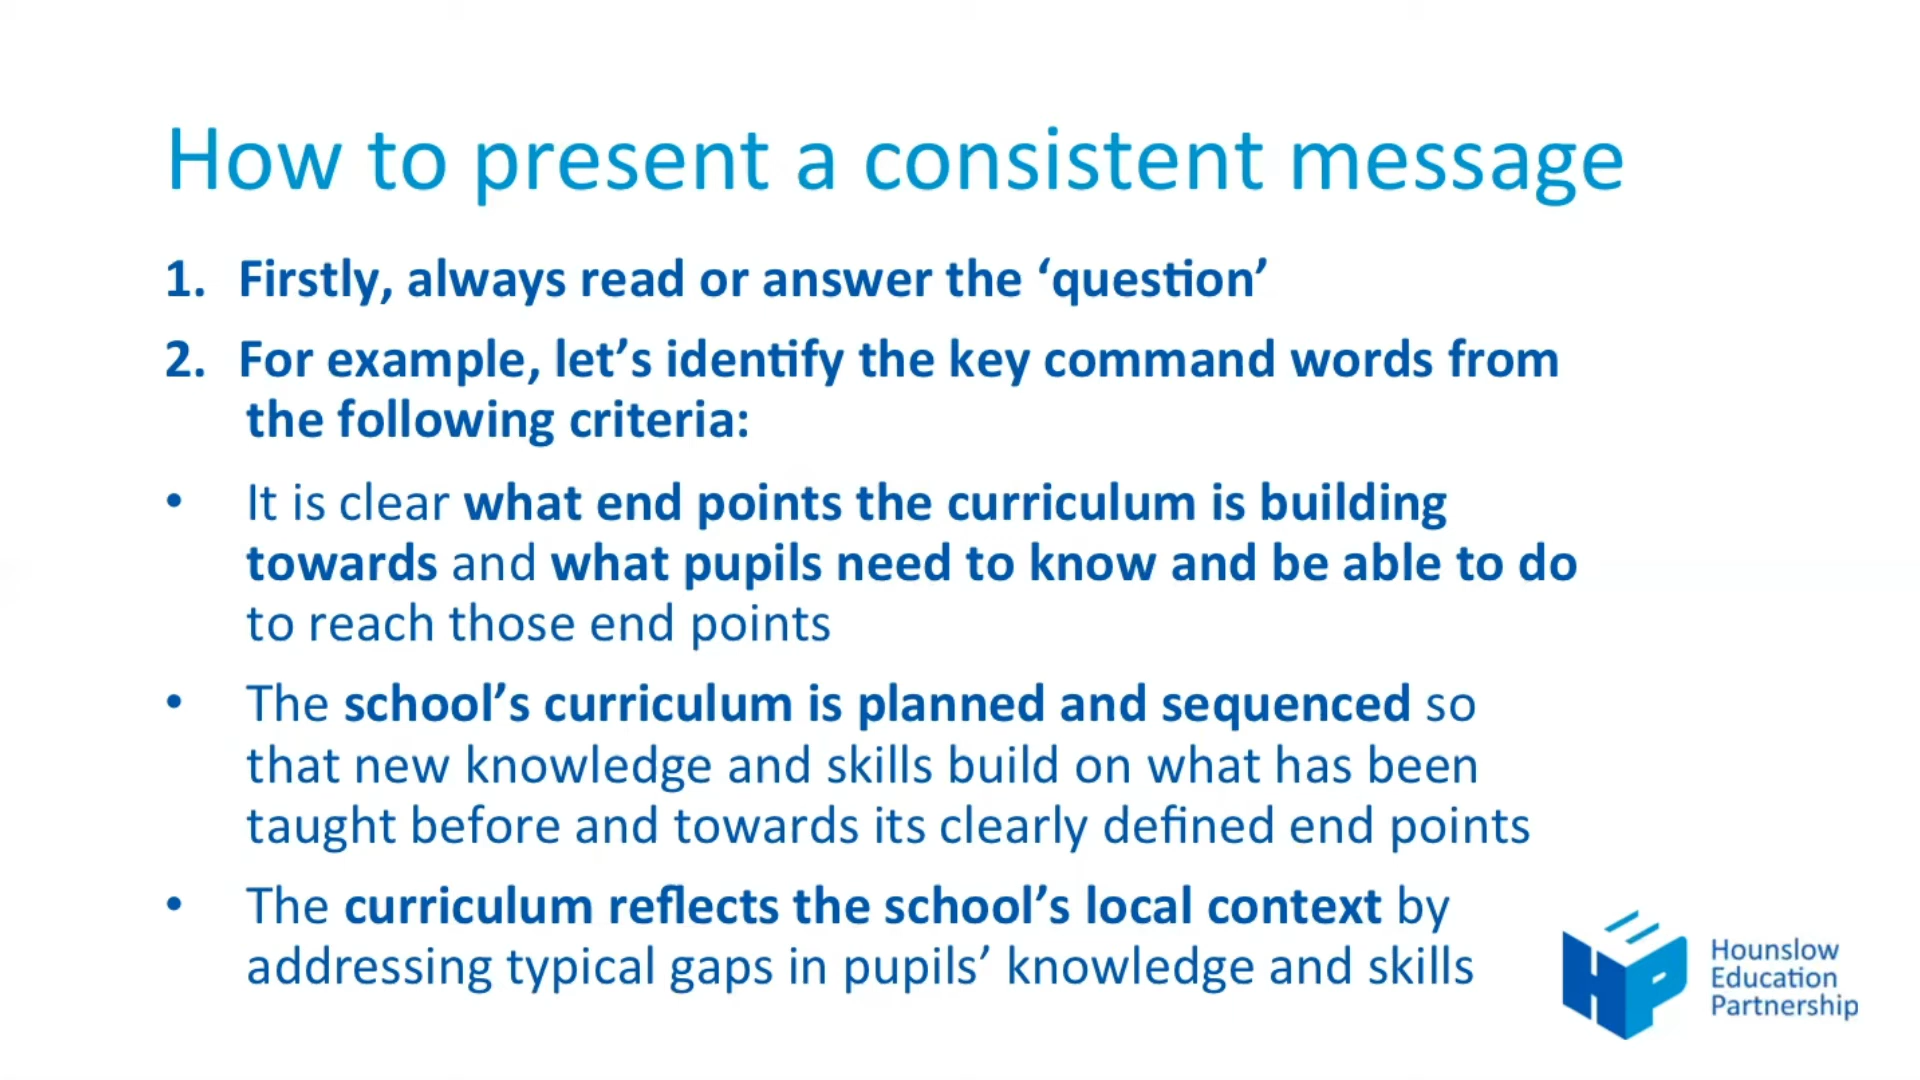 How to present a consistent message
1. Firstly, always read or answer the ‘question’
2. For example, let’s identify the key command words from
the following criteria:
• It is clear what end points the curriculum is building
towards and what pupils need to know and be able to do
to reach those end points
• The school’s curriculum is planned and sequenced so
that new knowledge and skills build on what has been
taught before and towards its clearly defined end points
• The curriculum reflects the school’s local context by
addressing typical gaps in pupils’ knowledge and skills
HEP
Hounslow
Education
Partnership